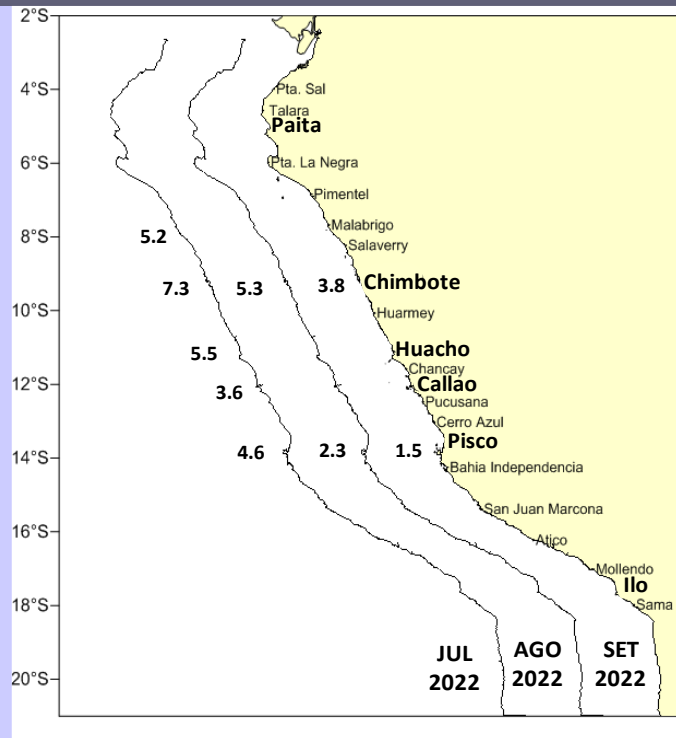 2°S
4°S
Pta. Sal
Talara
Paita
6°S
Pta. La Negra
Pimentel
Malabrigo
5.2
8°S
Salaverry
7.3 5.3 3.8 Chimbote
10°S
Huarmey
5.5
Huacho
Chancay
12°S
3.6
Callao
Pucusana
Cerro Azul
Pisco
4.6 2.3 1.5
14°S
Bahia Independencia
San Juan Marcona
16°S
Atico
Mollendo
Ilo
18°S
Sama
JUL AGO SET
2022 2022 2022
20°S